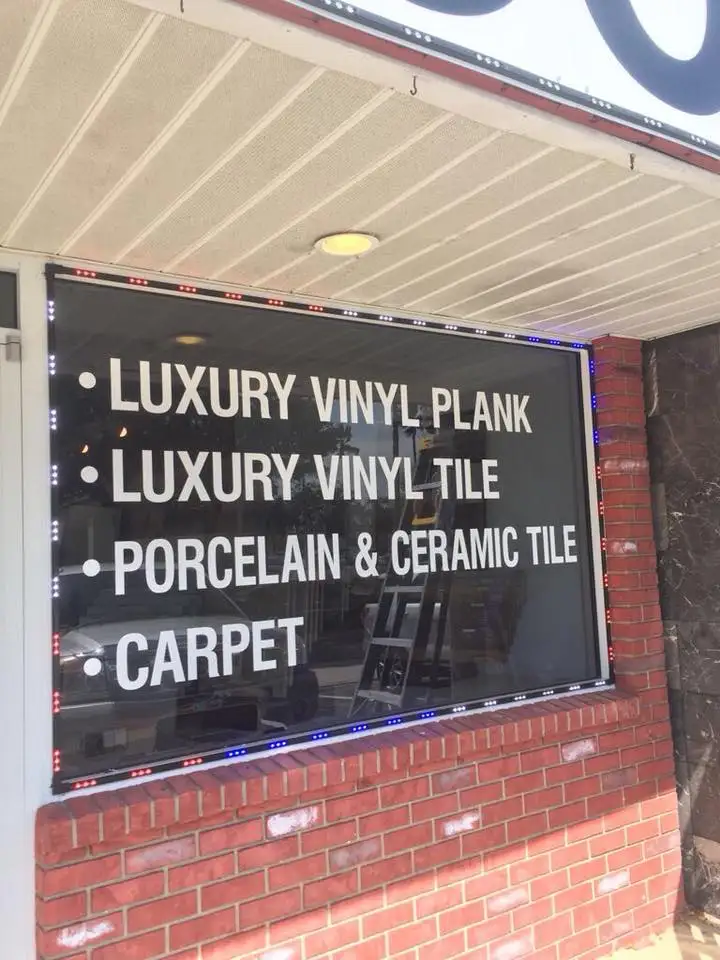 • LUXURY VINYL PLANK
• LUXURY VINYL TILE
• PORCELAIN & CERAMIC TILE
• CARPET